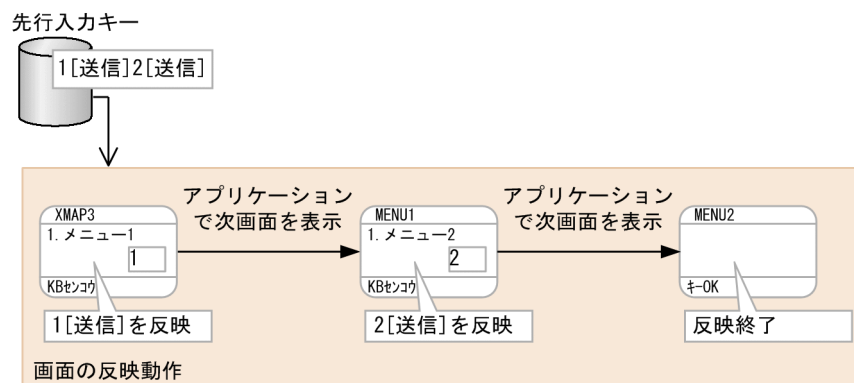 先行入力キー
1[送信]2[送信]
アプリケーション
で次画面を表示
アプリケーション
で次画面を表示
XMAP3
1.メニュー1
1
KBｾﾝｺｳ
1[送信]を反映
MENU1
1.メニュー2
2
KBｾﾝｺｳ
2[送信]を反映
MENU2
ｷｰOK
反映終了
画面の反映動作